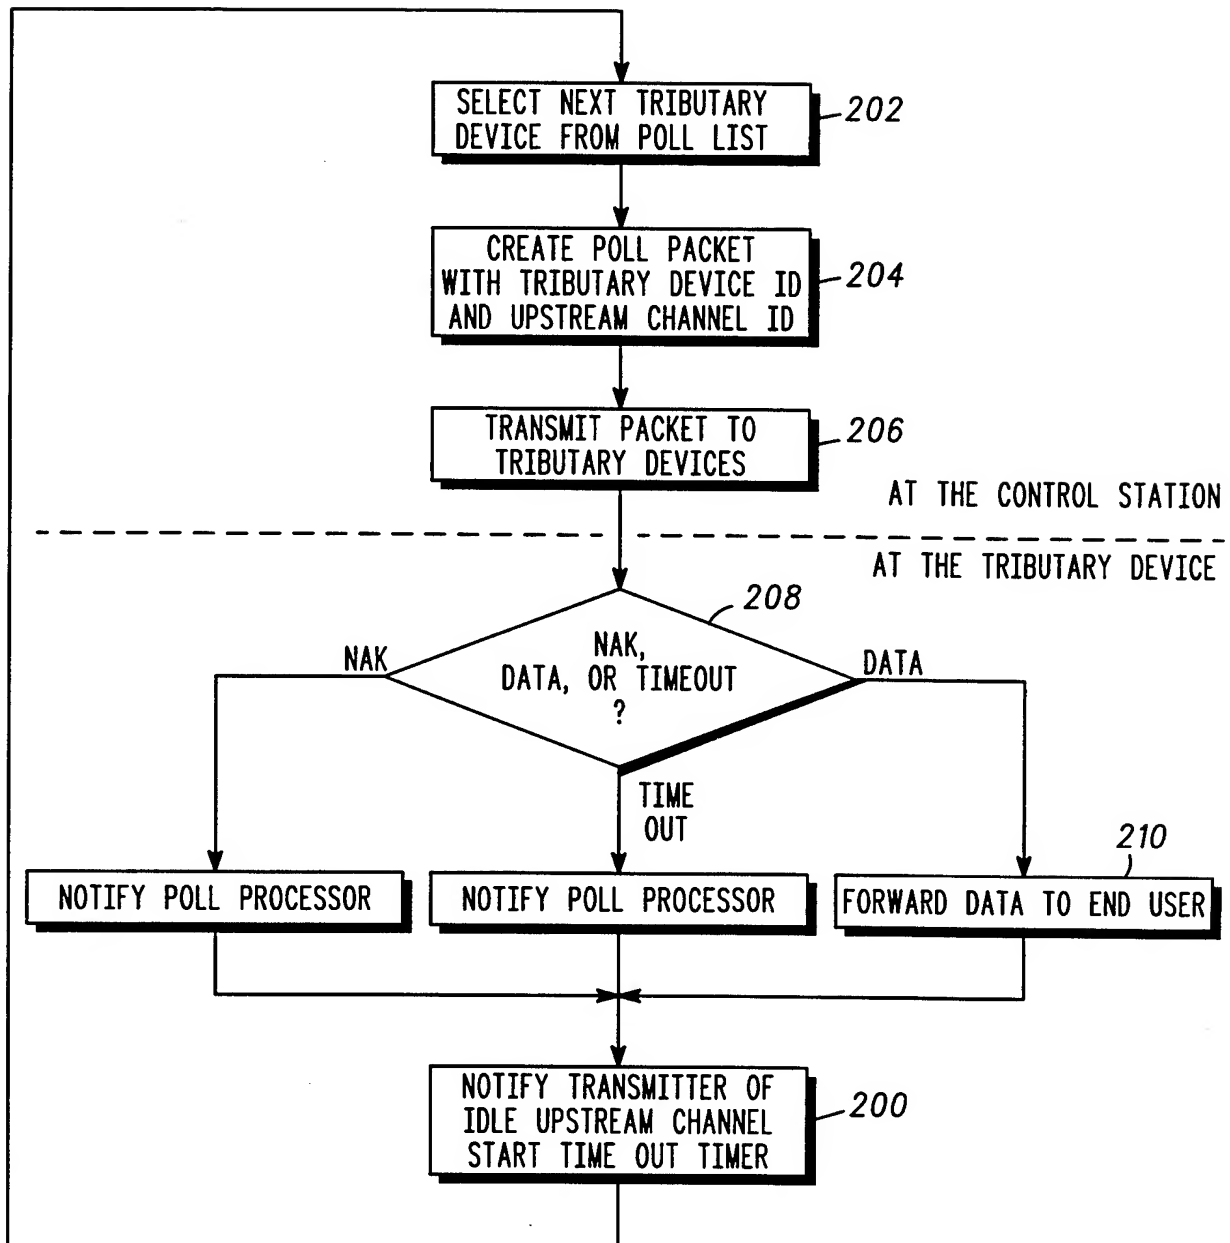 SELECT NEXT TRIBUTARY
DEVICE FROM POLL LIST
202
CREATE POLL PACKET
WITH TRIBUTARY DEVICE ID
AND UPSTREAM CHANNEL ID
204
TRANSMIT PACKET TO
TRIBUTARY DEVICES
206
AT THE CONTROL STATION
AT THE TRIBUTARY DEVICE
208
NAK
NAK,
DATA, OR TIMEOUT
?
DATA
TIME
OUT
210
NOTIFY POLL PROCESSOR
NOTIFY POLL PROCESSOR
FORWARD DATA TO END USER
NOTIFY TRANSMITTER OF
IDLE UPSTREAM CHANNEL
START TIME OUT TIMER
200